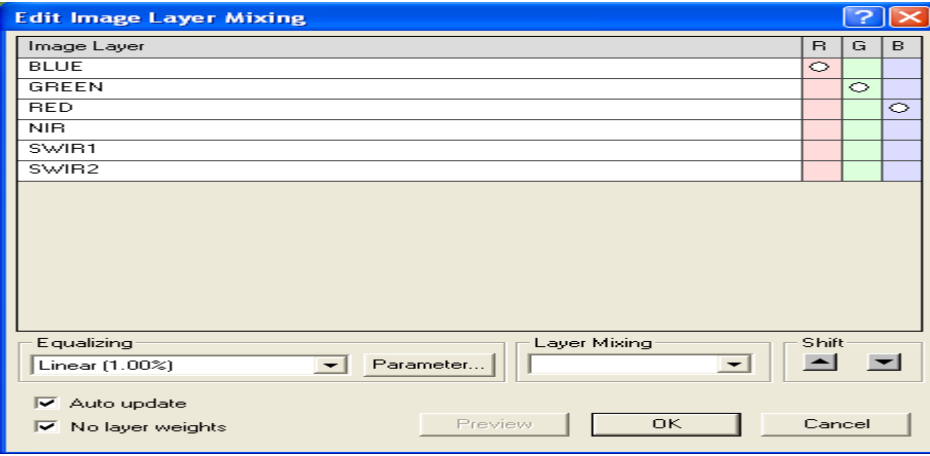 Edit Image Layer Mixing
Image Layer R G B
BLUE
GREEN
RED
NIR
SWIR1
SWIR2
Equalizing Layer Mixing Shift
Linear (1.00%) Parameter...
Auto update
No layer weights Preview OK Cancel